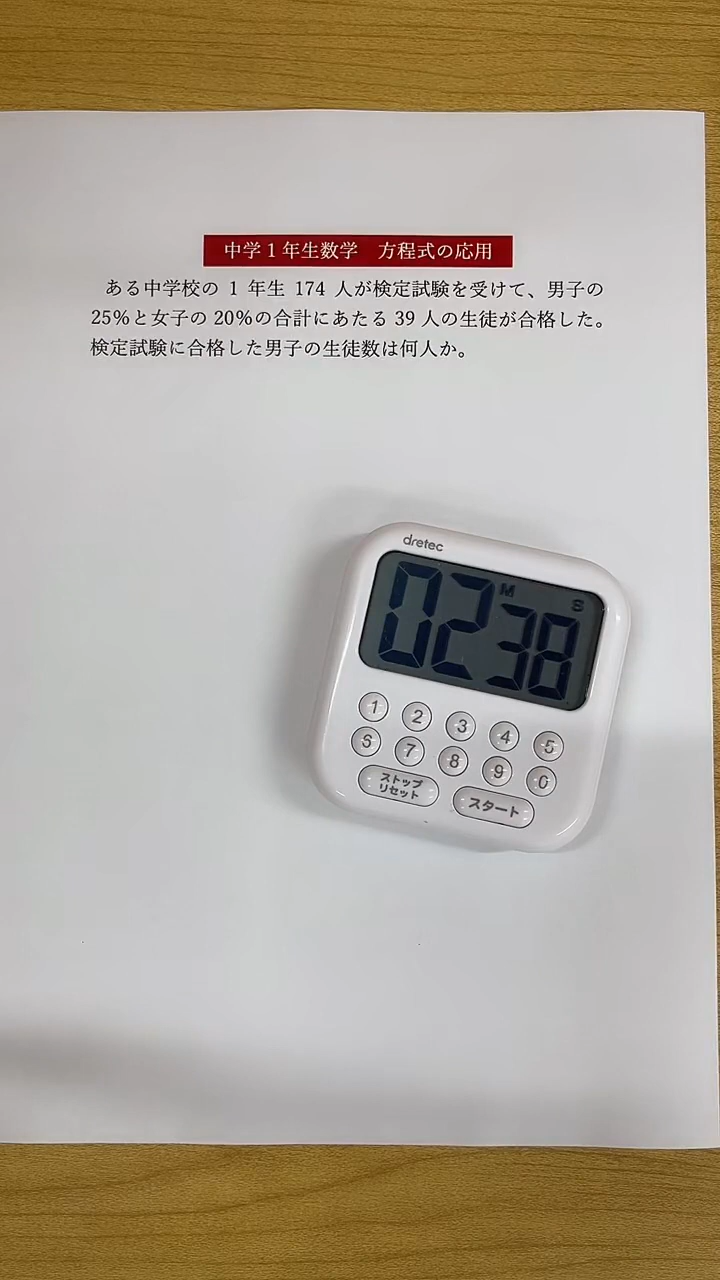 中学1年生数学　方程式の応用
ある中学校の 1 年生 174 人が検定試験を受けて、男子の
25%と女子の 20%の合計にあたる 39 人の生徒が合格した。
検定試験に合格した男子の生徒数は何人か。
dretec
M S
02 38
1 2 3 4 5
6 7 8 9 0
ストップ
リセット
スタート